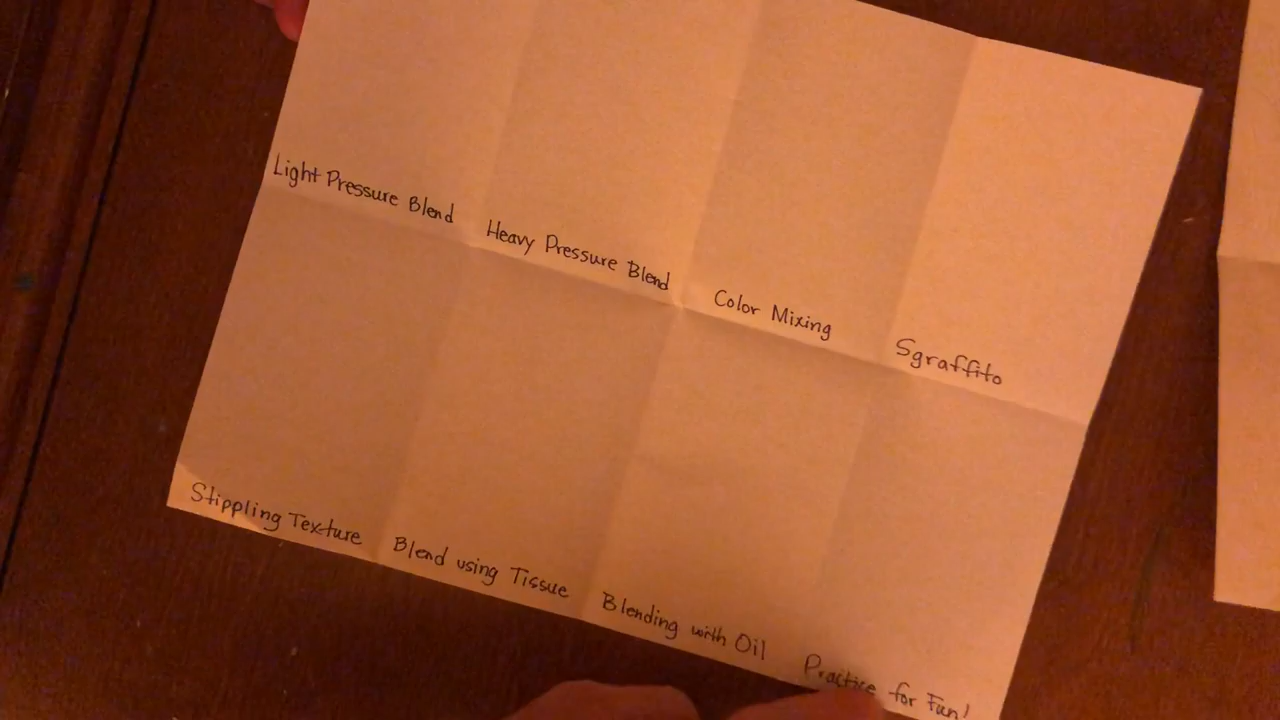 Light Pressure Blend
Heavy Pressure Blend
Color Mixing
Sgraffito
Stippling Texture
Blend using Tissue
Blending with Oil
Practice for Fun!